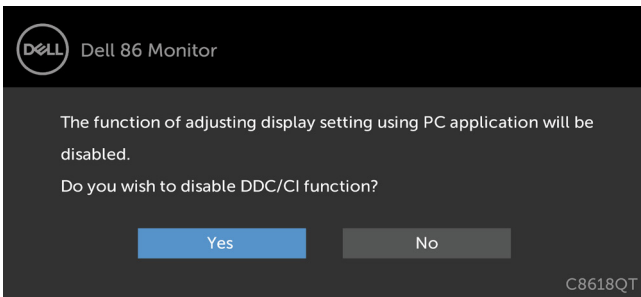 DELL
Dell 86 Monitor
The function of adjusting display setting using PC application will be
disabled.
Do you wish to disable DDC/CI function?
Yes
No
C8618QT